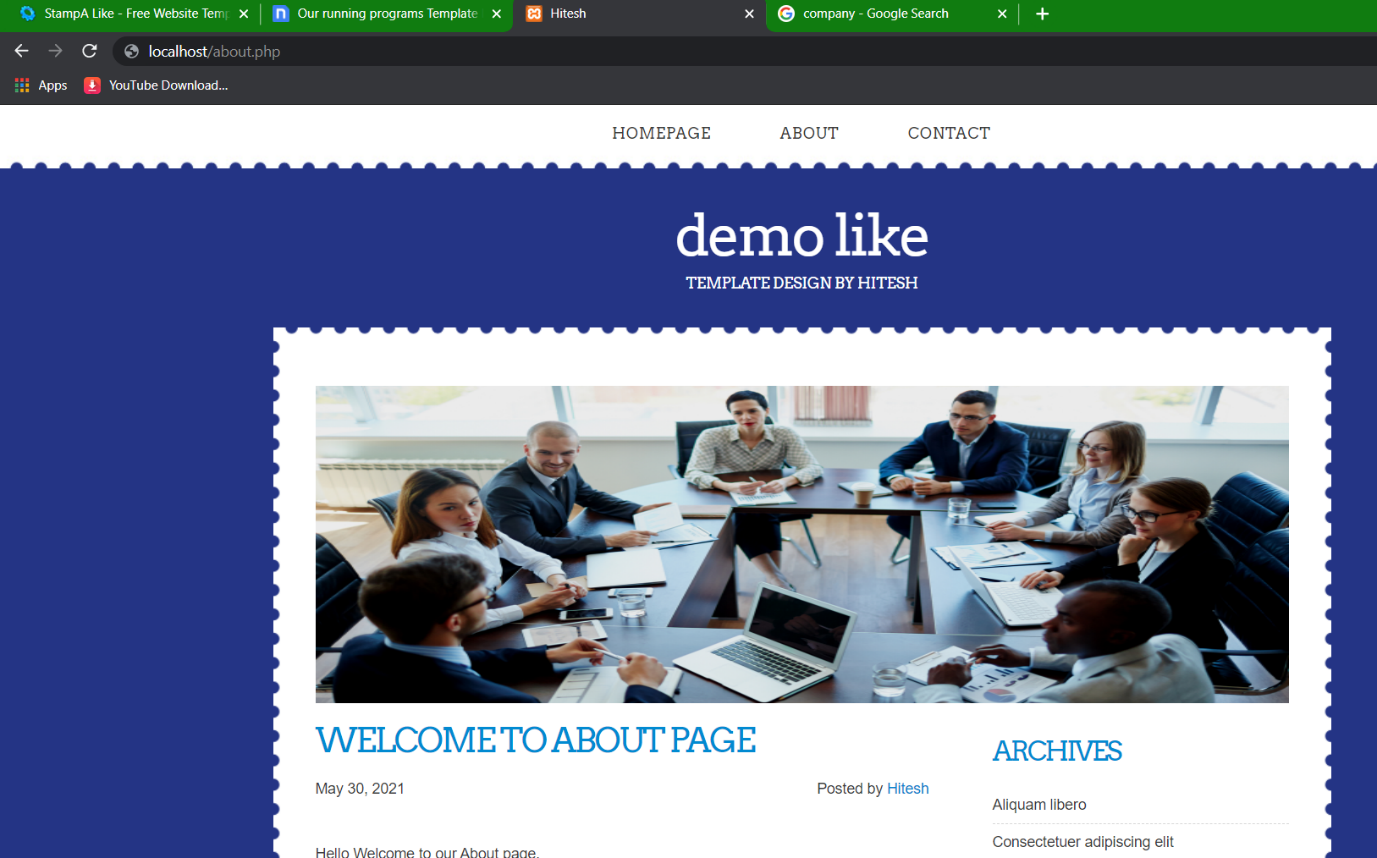 StampA Like - Free Website Temp
Our running programs Template
Hitesh
company - Google Search
localhost/about.php
Apps
YouTube Download...
HOMEPAGE ABOUT CONTACT
demo like
TEMPLATE DESIGN BY HITESH
WELCOME TO ABOUT PAGE
May 30, 2021 Posted by Hitesh
Hello Welcome to our About page.
ARCHIVES
Aliquam libero
Consectetuer adipiscing elit